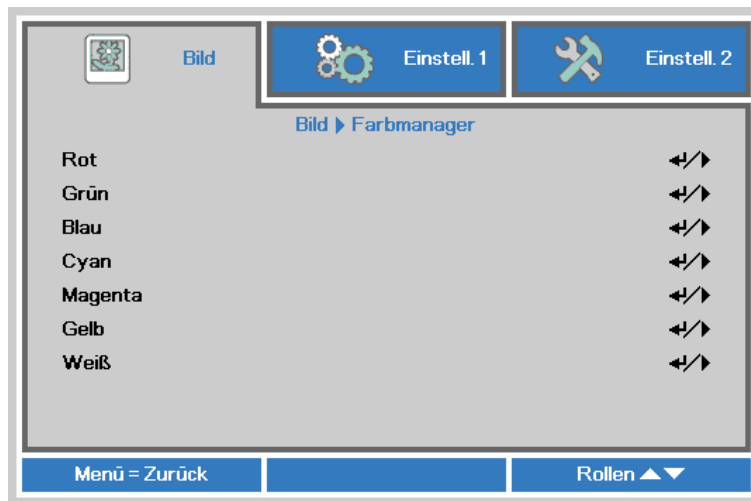 Bild
Einstell. 1
Einstell. 2
Bild ▶ Farbmanager
Rot
Grün
Blau
Cyan
Magenta
Gelb
Weiß
Menü = Zurück
Rollen ▲▼